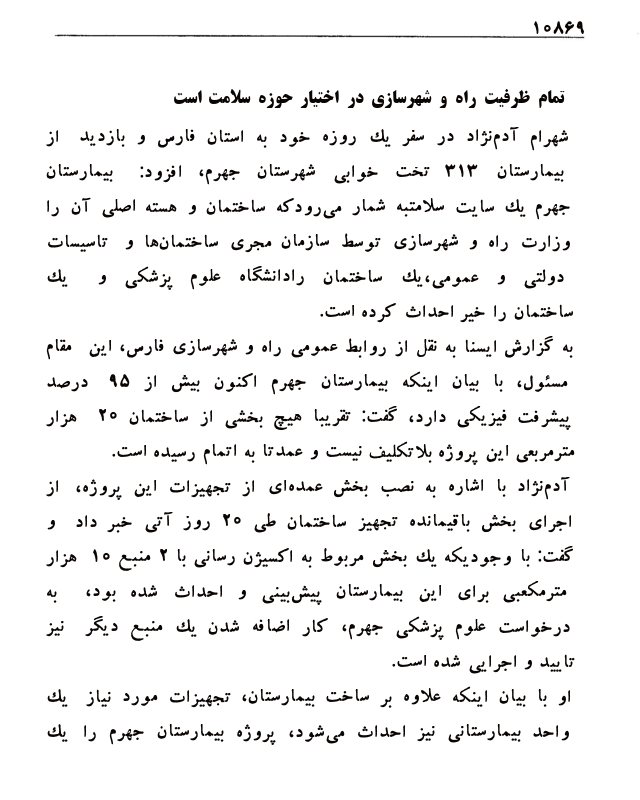 ۱۰۸۶۹
تمام ظرفیت راه و شهرسازی در اختیار حوزه سلامت است
شهرام آدم‌نژاد در سفر یك روزه خود به استان فارس و بازدید از
بیمارستان ۳۱۳ تخت خوابی شهرستان جهرم، افزود: بیمارستان
جهرم یك سایت سلامتبه شمار می‌رودکه ساختمان و هسته اصلی آن را
وزارت راه و شهرسازی توسط سازمان مجری ساختمان‌ها و تاسیسات
دولتی و عمومی،یك ساختمان رادانشگاه علوم پزشکی و یك
ساختمان را خیر احداث کرده است.
به گزارش ایسنا به نقل از روابط عمومی راه و شهرسازی فارس، این مقام
مسئول، با بیان اینکه بیمارستان جهرم اکنون بیش از ۹۵ درصد
پیشرفت فیزیکی دارد، گفت: تقریبا هیچ بخشی از ساختمان ۲۵ هزار
مترمربعی این پروژه بلاتکلیف نیست و عمدتا به اتمام رسیده است.
آدم‌نژاد با اشاره به نصب بخش عمده‌ای از تجهیزات این پروژه، از
اجرای بخش باقیمانده تجهیز ساختمان طی ۲۵ روز آتی خبر داد و
گفت: با وجودیکه یك بخش مربوط به اکسیژن رسانی با ۲ منبع ۱۵ هزار
مترمکعبی برای این بیمارستان پیش‌بینی و احداث شده بود، به
درخواست علوم پزشکی جهرم، کار اضافه شدن یك منبع دیگر نیز
تایید و اجرایی شده است.
او با بیان اینکه علاوه بر ساخت بیمارستان، تجهیزات مورد نیاز یك
واحد بیمارستانی نیز احداث می‌شود، پروژه بیمارستان جهرم را یك